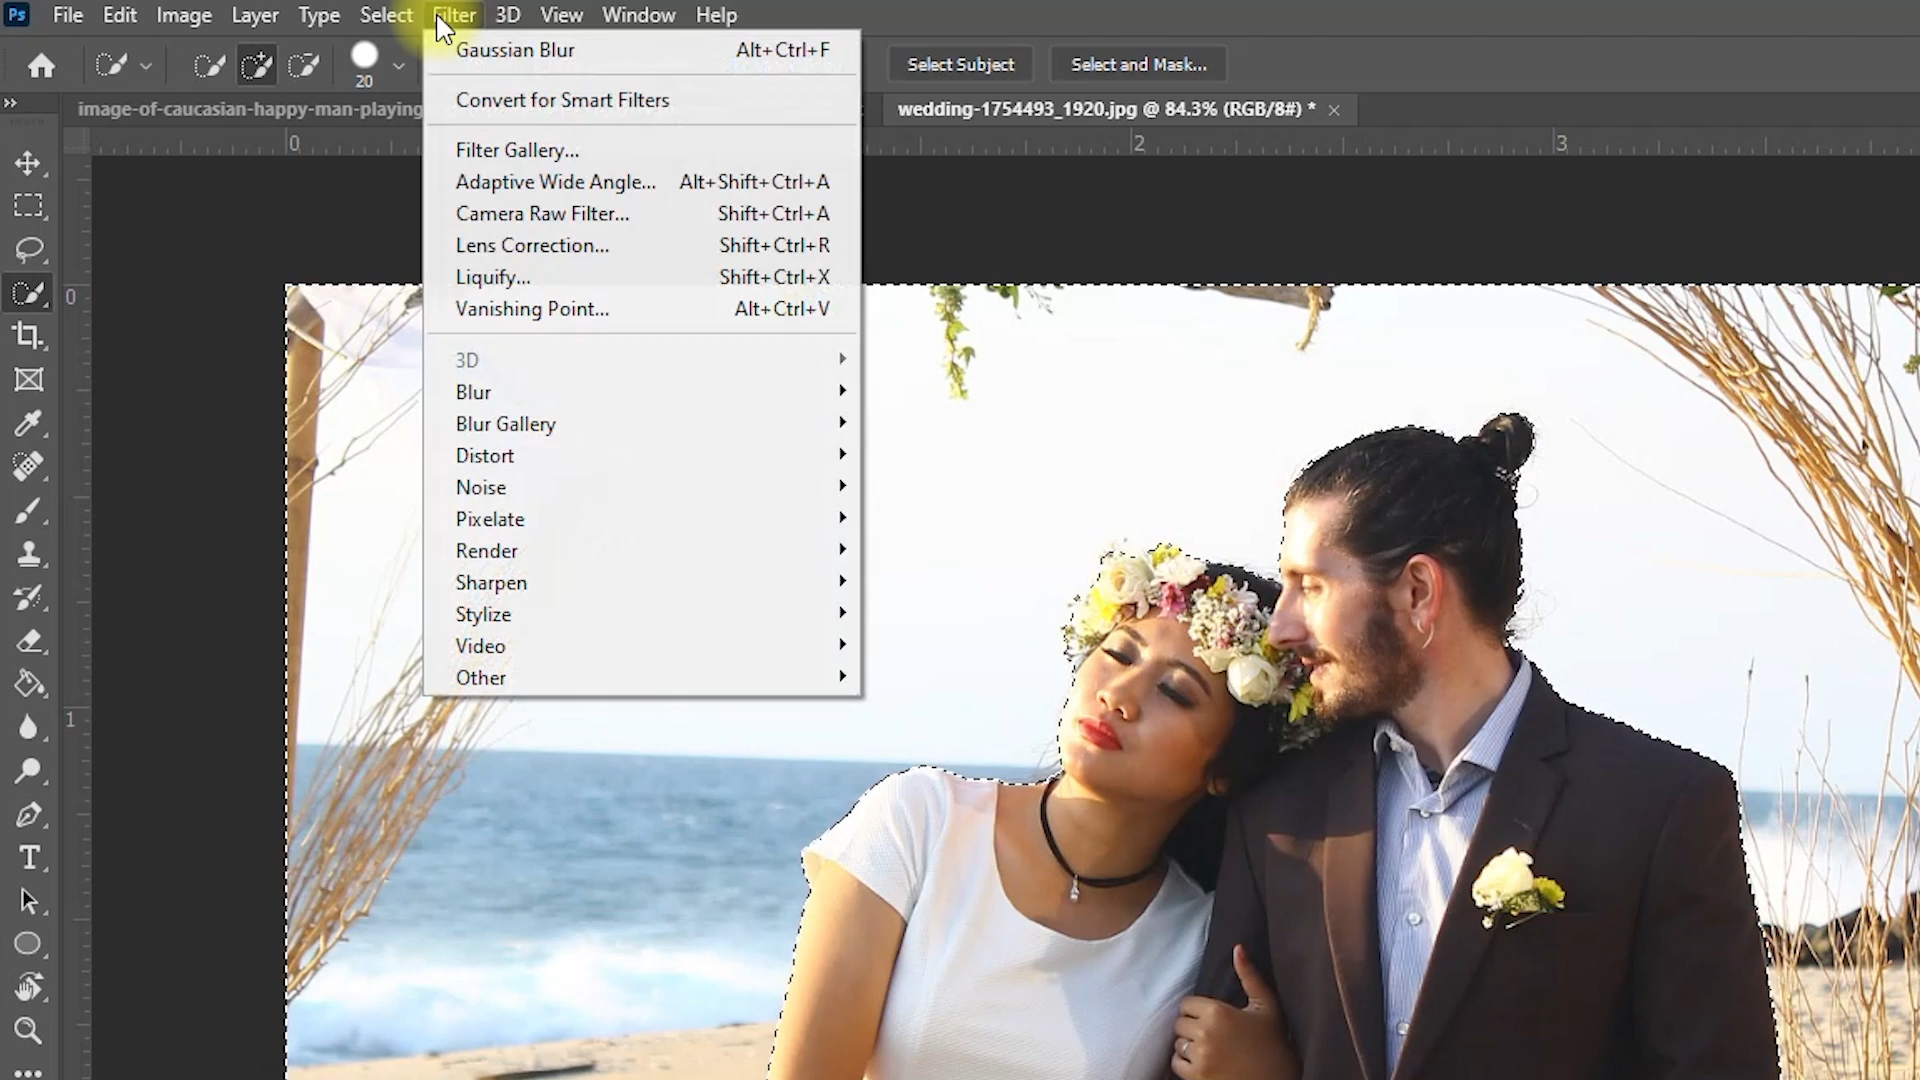 Ps File Edit Image Layer Type Select Filter 3D View Window Help
20 Select Subject Select and Mask...
image-of-caucasian-happy-man-playing wedding-1754493_1920.jpg @ 84.3% (RGB/8#) * ×
0 2 3
Gaussian Blur Alt+Ctrl+F
Convert for Smart Filters
Filter Gallery...
Adaptive Wide Angle... Alt+Shift+Ctrl+A
Camera Raw Filter... Shift+Ctrl+A
Lens Correction... Shift+Ctrl+R
Liquify... Shift+Ctrl+X
Vanishing Point... Alt+Ctrl+V
3D
Blur
Blur Gallery
Distort
Noise
Pixelate
Render
Sharpen
Stylize
Video
Other
0
1